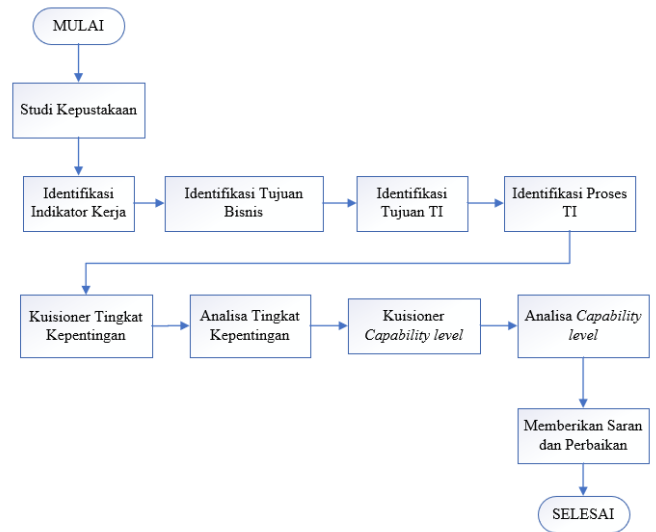 MULAI
Studi Kepustakaan
Identifikasi
Indikator Kerja
Identifikasi Tujuan
Bisnis
Identifikasi
Tujuan TI
Identifikasi Proses
TI
Kuisioner Tingkat
Kepentingan
Analisa Tingkat
Kepentingan
Kuisioner
Capability level
Analisa Capability
level
Memberikan Saran
dan Perbaikan
SELESAI